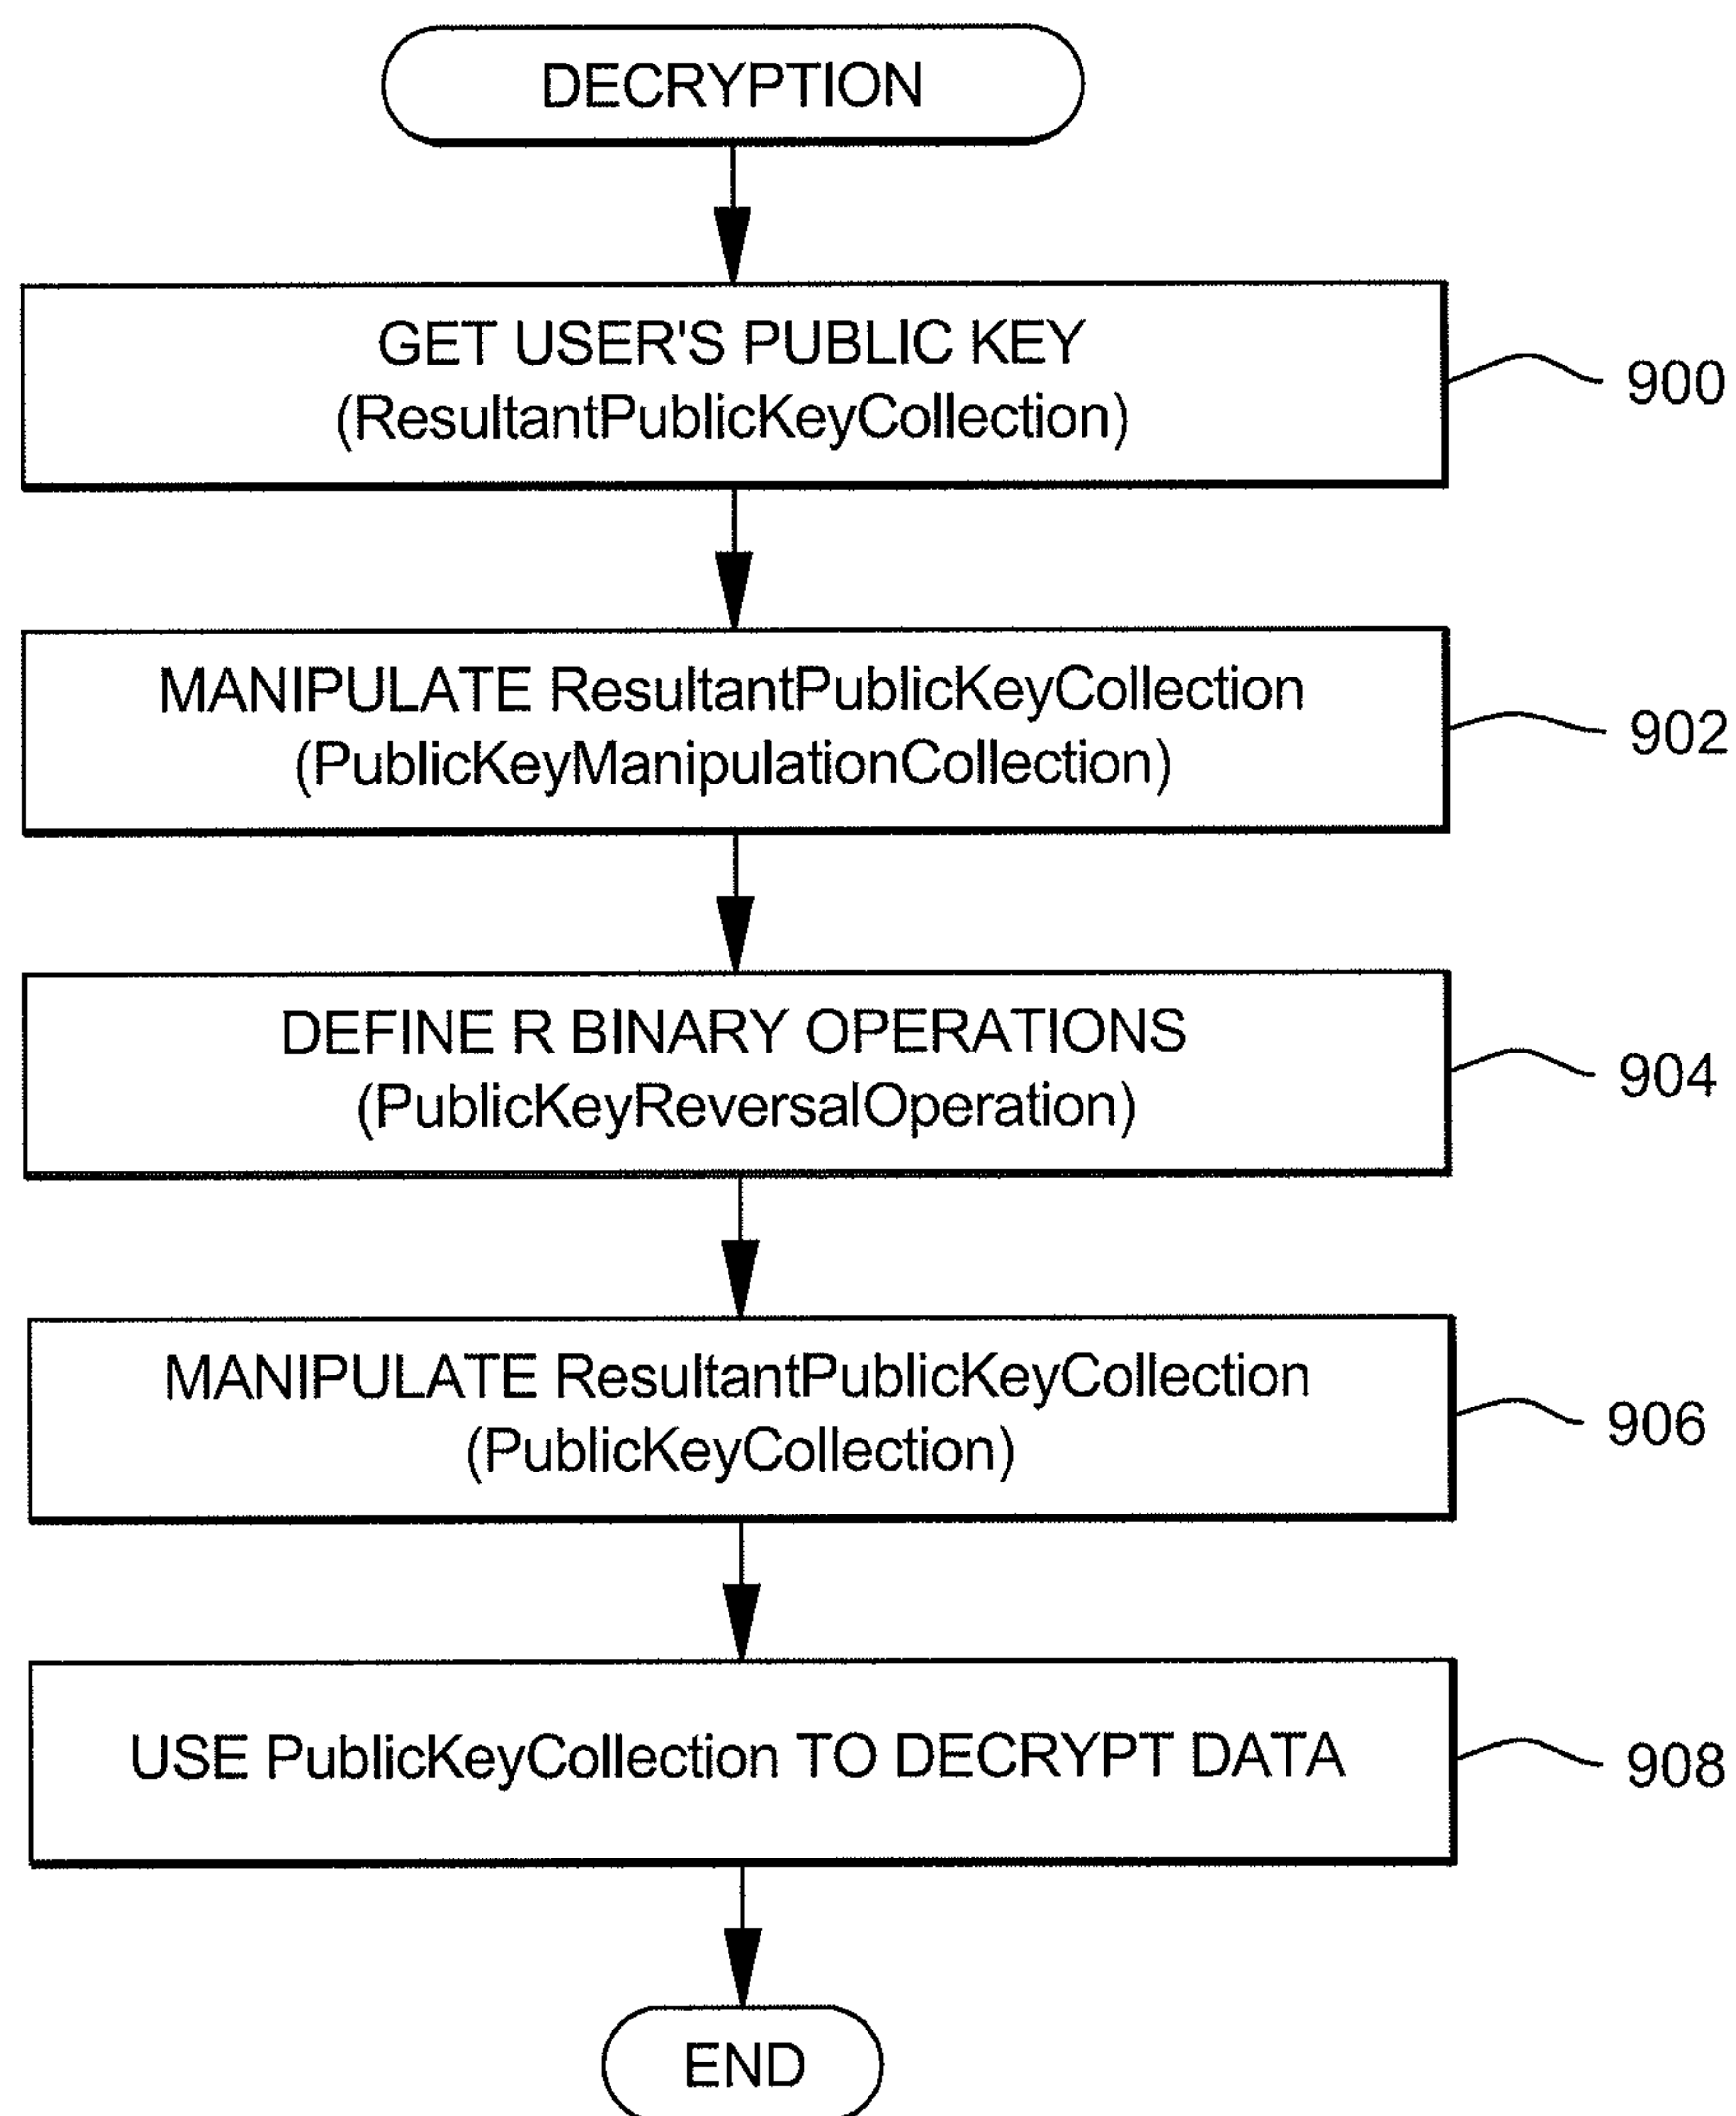 DECRYPTION
GET USER'S PUBLIC KEY
(ResultantPublicKeyCollection)
900
MANIPULATE ResultantPublicKeyCollection
(PublicKeyManipulationCollection)
902
DEFINE R BINARY OPERATIONS
(PublicKeyReversalOperation)
904
MANIPULATE ResultantPublicKeyCollection
(PublicKeyCollection)
906
USE PublicKeyCollection TO DECRYPT DATA
908
END